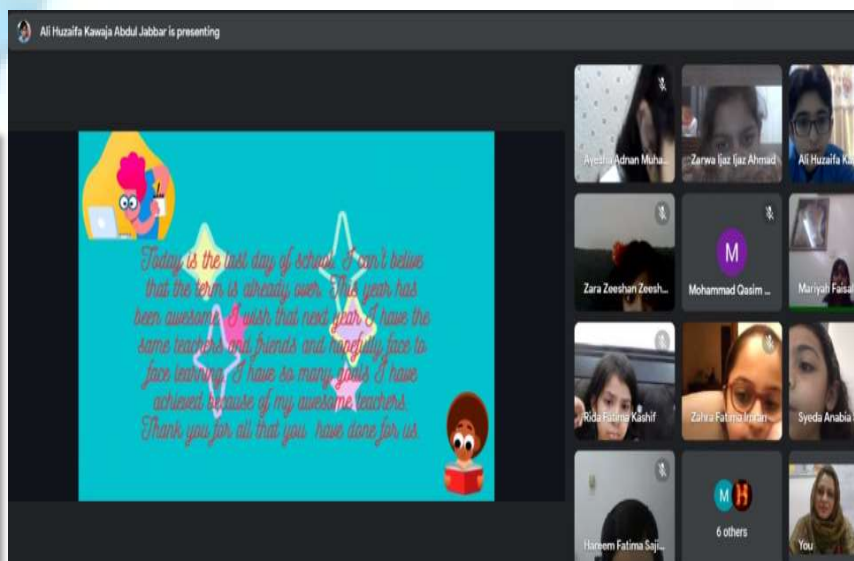 Ali Huzaifa Kawaja Abdul Jabbar is presenting
Today is the last day of school. I can't belive
that the term is already over. This year has
been awesome. I wish that next year I have the
same teachers and friends and hopefully face to
face learning. I have so many goals I have
achieved because of my awesome teachers.
Thank you for all that you have done for us.
Ayesha Adnan Muha...
Zarwa Ijaz Ijaz Ahmad
Ali Huzaifa Ka
Zara Zeeshan Zeesh...
M
Mohammad Qasim ...
Mariyah Faisal
Rida Fatima Kashif
Zahra Fatima Imran
Syeda Anabia
Hareem Fatima Saji...
M H
6 others
You